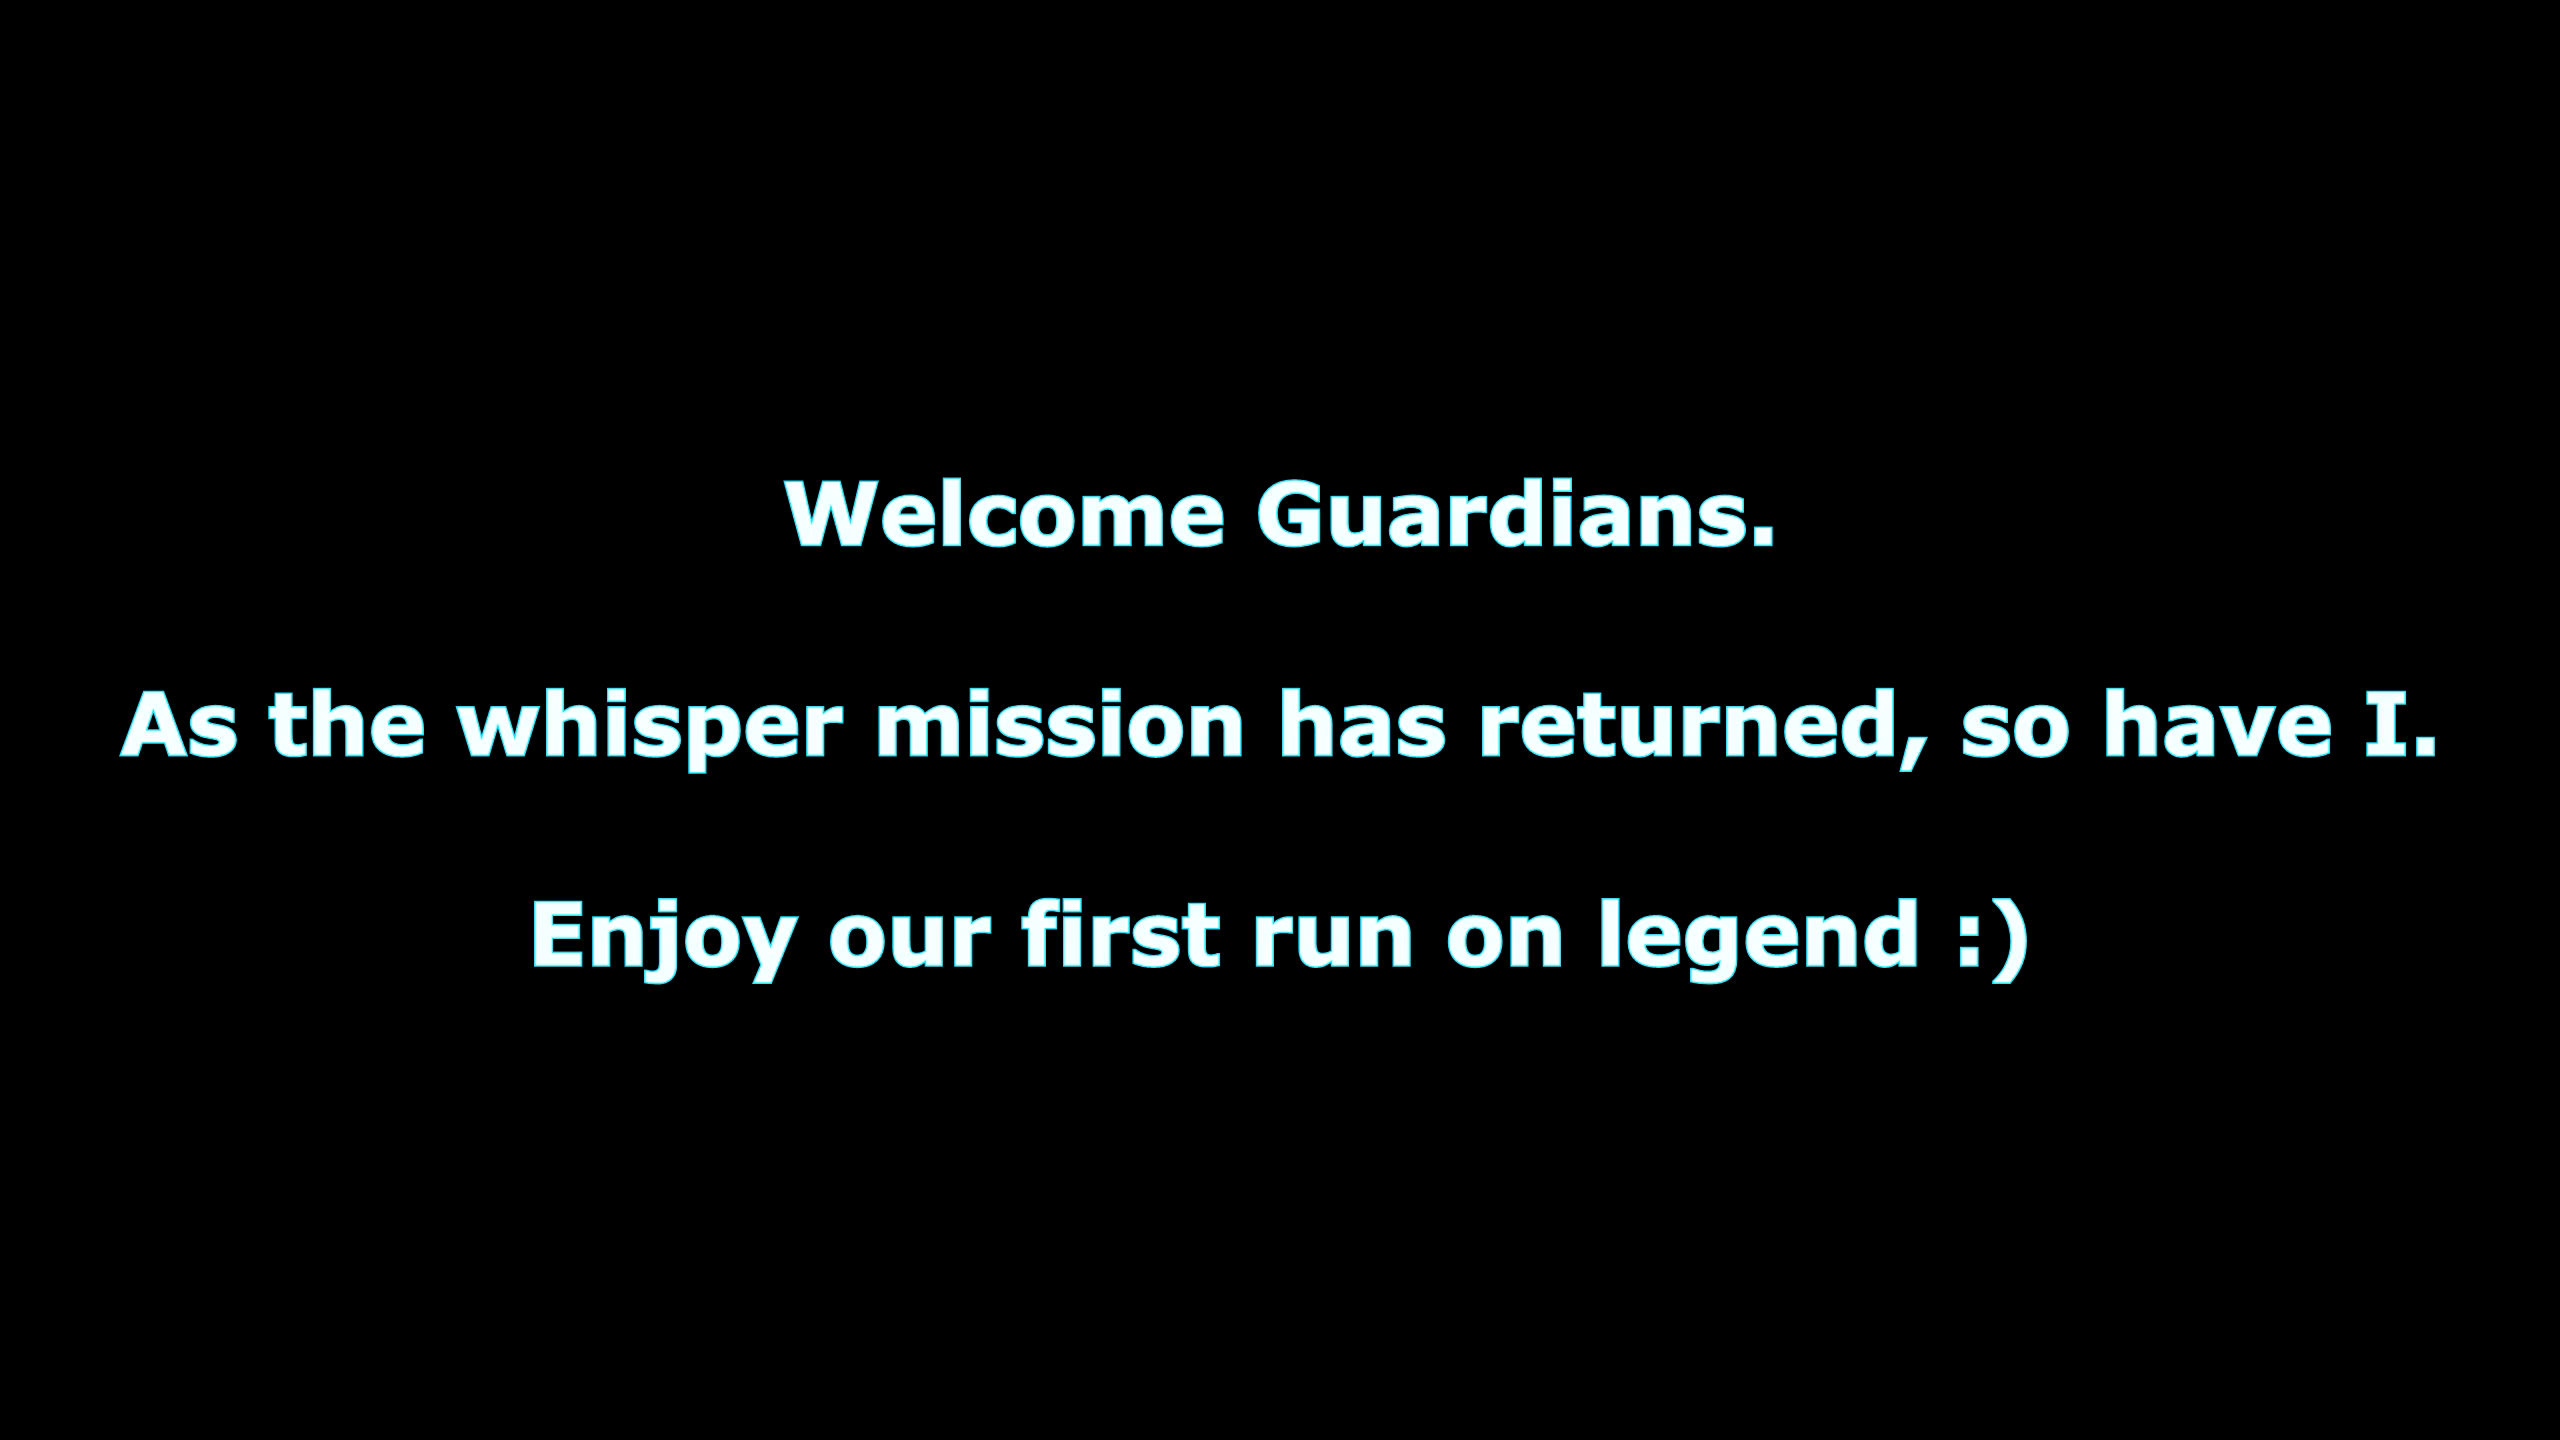 Welcome Guardians.
As the whisper mission has returned, so have I.
Enjoy our first run on legend :)